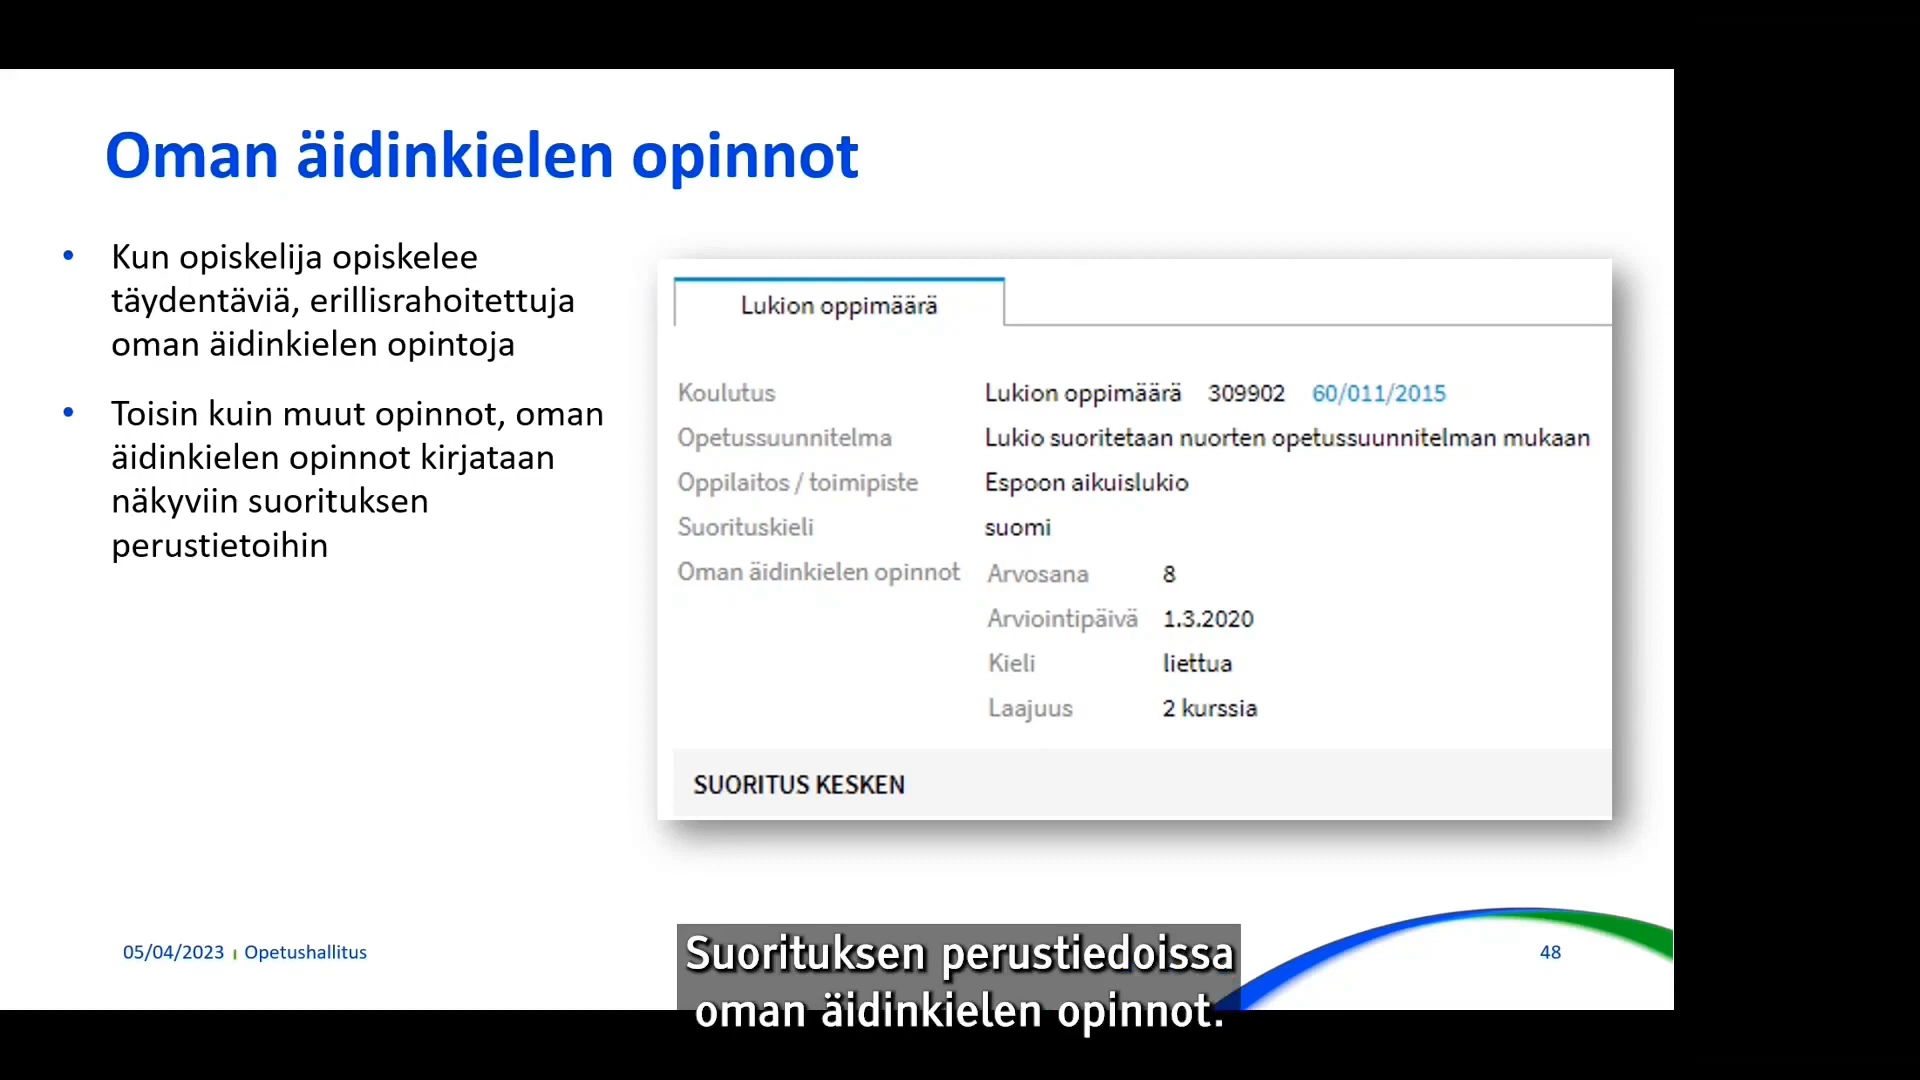 Oman äidinkielen opinnot
• Kun opiskelija opiskelee
täydentäviä, erillisrahoitettuja
oman äidinkielen opintoja
• Toisin kuin muut opinnot, oman
äidinkielen opinnot kirjataan
näkyviin suorituksen
perustietoihin
Lukion oppimäärä
Koulutus Lukion oppimäärä 309902 60/011/2015
Opetussuunnitelma Lukio suoritetaan nuorten opetussuunnitelman mukaan
Oppilaitos / toimipiste Espoon aikuislukio
Suorituskieli suomi
Oman äidinkielen opinnot Arvosana 8
Arviointipäivä 1.3.2020
Kieli liettua
Laajuus 2 kurssia
SUORITUS KESKEN
05/04/2023 Opetushallitus
48
Suorituksen perustiedoissa
oman äidinkielen opinnot.